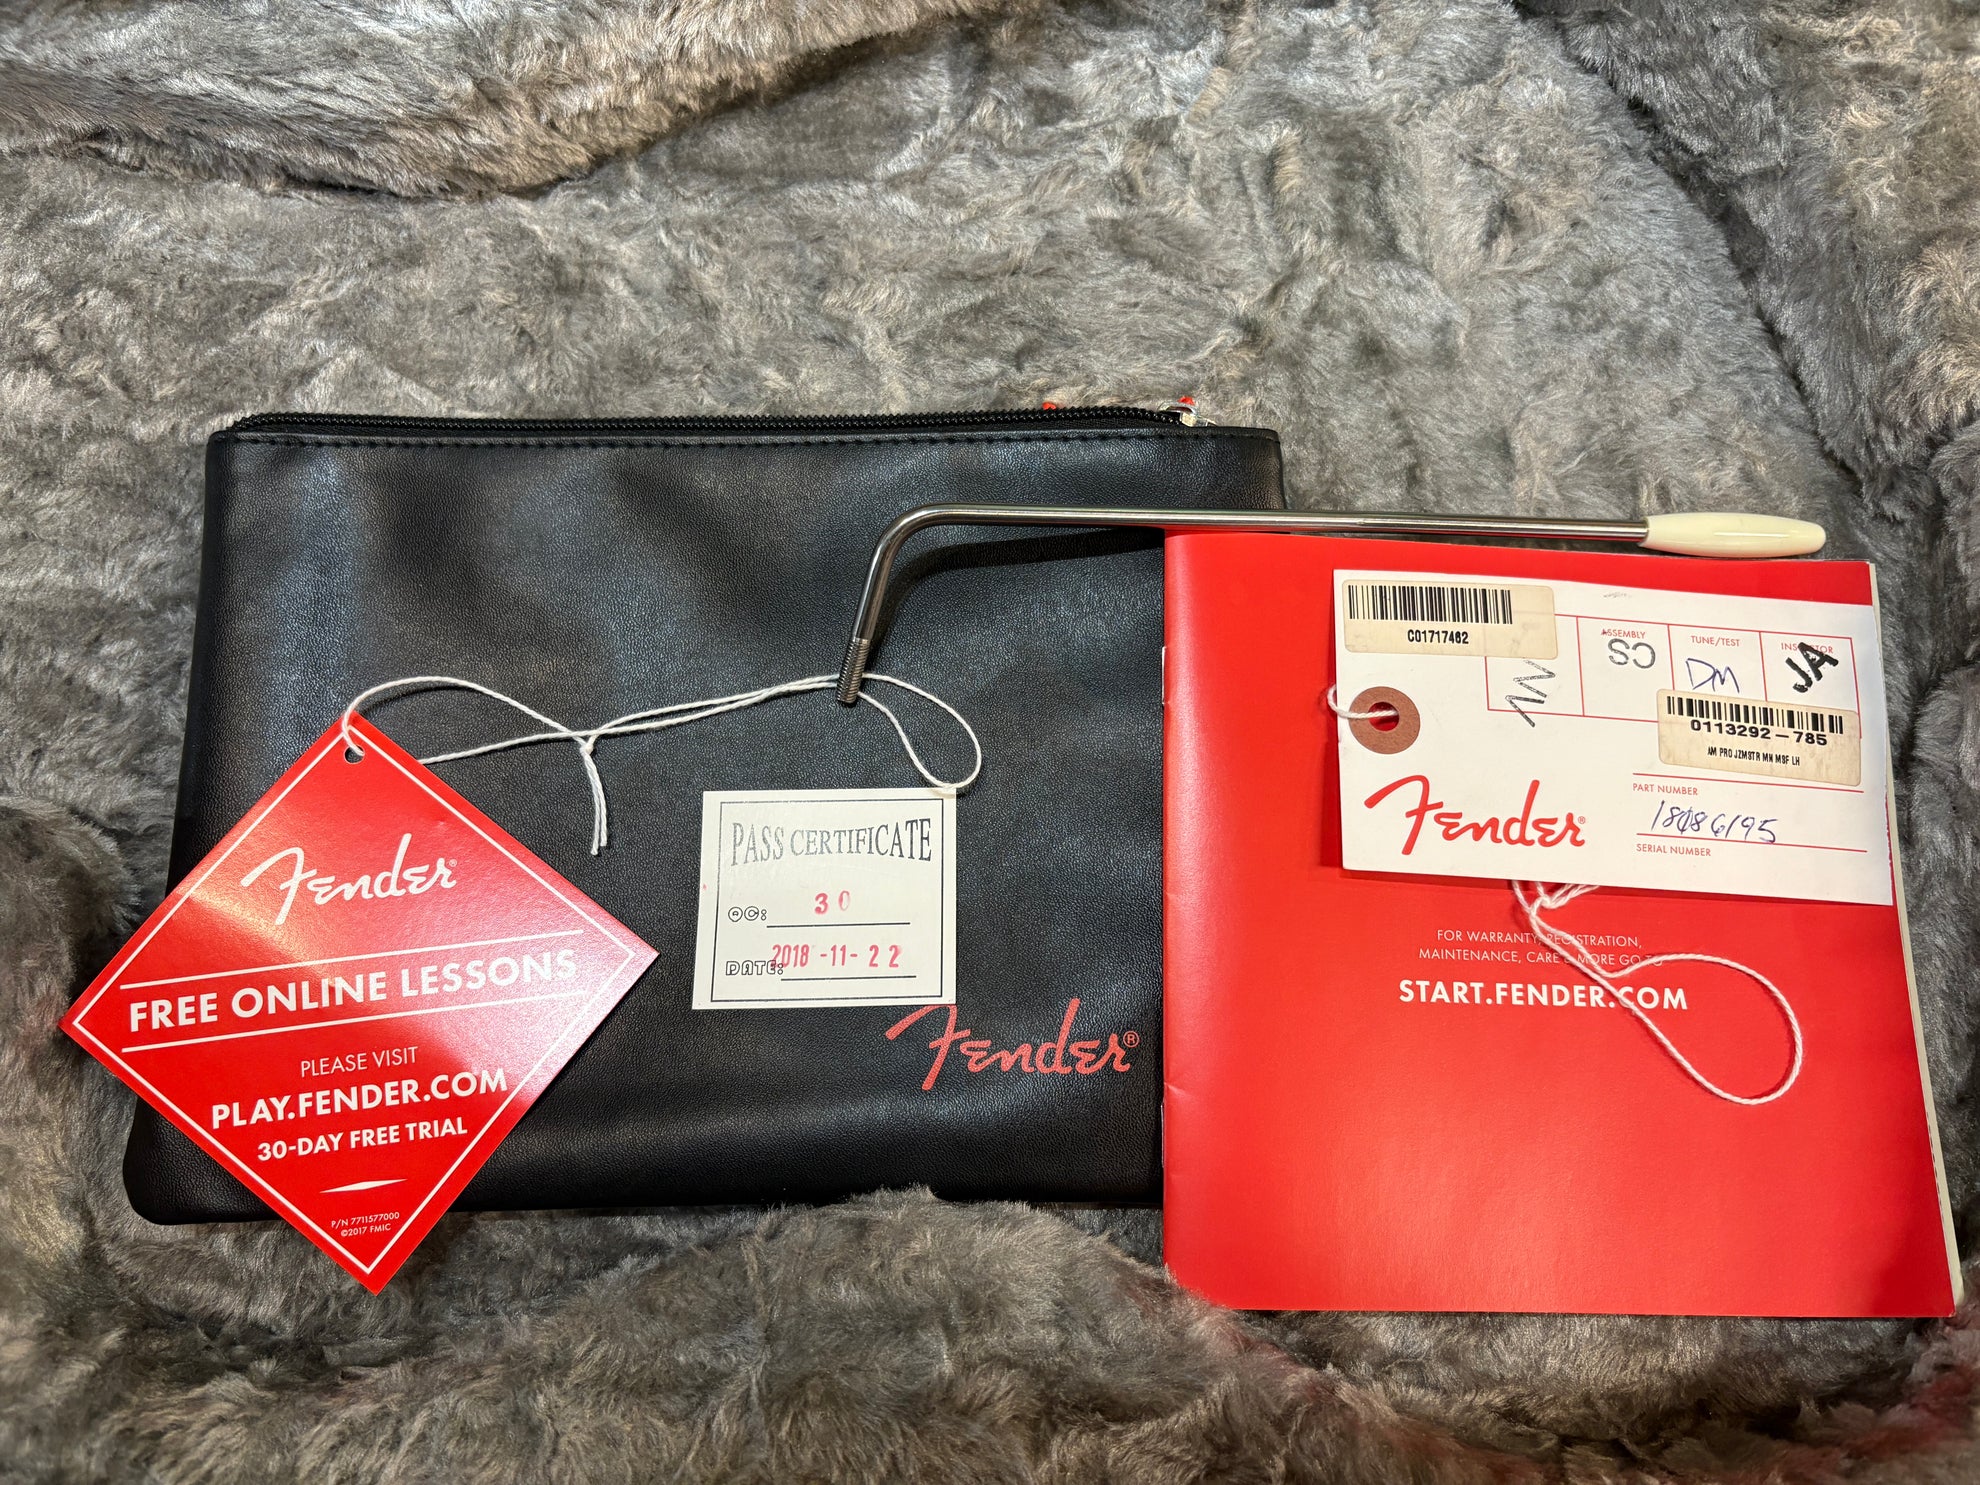 Fender®
FREE ONLINE LESSONS
PLEASE VISIT
PLAY.FENDER.COM
30-DAY FREE TRIAL
P/N 7711577000
©2017 FMIC
PASS CERTIFICATE
QC: 30
DATE: 2018-11-22
Fender®
C01717462
ASSEMBLY
CS
TUNE/TEST
DM
INSPECTOR
JA
0113292-785
AM PRO JZMSTR MN MSF LH
PART NUMBER
18086195
SERIAL NUMBER
Fender®
FOR WARRANTY, REGISTRATION,
MAINTENANCE, CARE & MORE GO TO
START.FENDER.COM